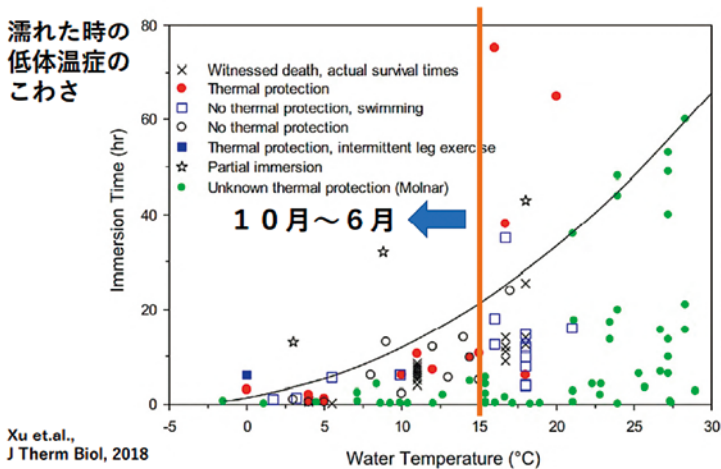 濡れた時の
低体温症の
こわさ
80
60
40
20
0
Immersion Time (hr)
Witnessed death, actual survival times
Thermal protection
No thermal protection, swimming
No thermal protection
Thermal protection, intermittent leg exercise
Partial immersion
Unknown thermal protection (Molnar)
10月～6月
-5 0 5 10 15 20 25 30
Water Temperature (°C)
Xu et.al.,
J Therm Biol, 2018